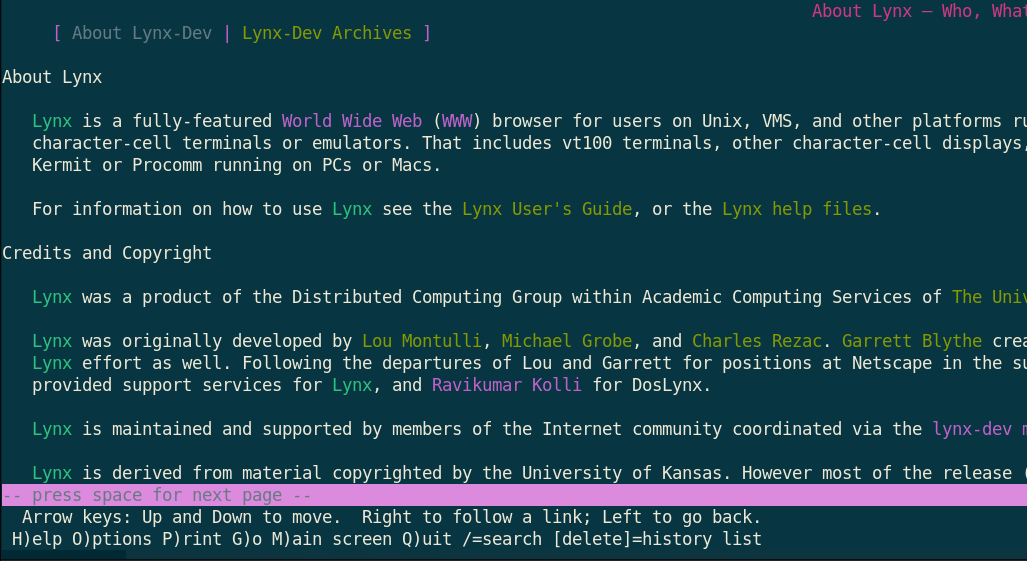 About Lynx — Who, What
[ About Lynx-Dev | Lynx-Dev Archives ]
About Lynx
Lynx is a fully-featured World Wide Web (WWW) browser for users on Unix, VMS, and other platforms ru
character-cell terminals or emulators. That includes vt100 terminals, other character-cell displays,
Kermit or Procomm running on PCs or Macs.
For information on how to use Lynx see the Lynx User's Guide, or the Lynx help files.
Credits and Copyright
Lynx was a product of the Distributed Computing Group within Academic Computing Services of The Univ
Lynx was originally developed by Lou Montulli, Michael Grobe, and Charles Rezac. Garrett Blythe crea
Lynx effort as well. Following the departures of Lou and Garrett for positions at Netscape in the su
provided support services for Lynx, and Ravikumar Kolli for DosLynx.
Lynx is maintained and supported by members of the Internet community coordinated via the lynx-dev m
Lynx is derived from material copyrighted by the University of Kansas. However most of the release (
-- press space for next page --
Arrow keys: Up and Down to move.  Right to follow a link; Left to go back.
H)elp O)ptions P)rint G)o M)ain screen Q)uit /=search [delete]=history list